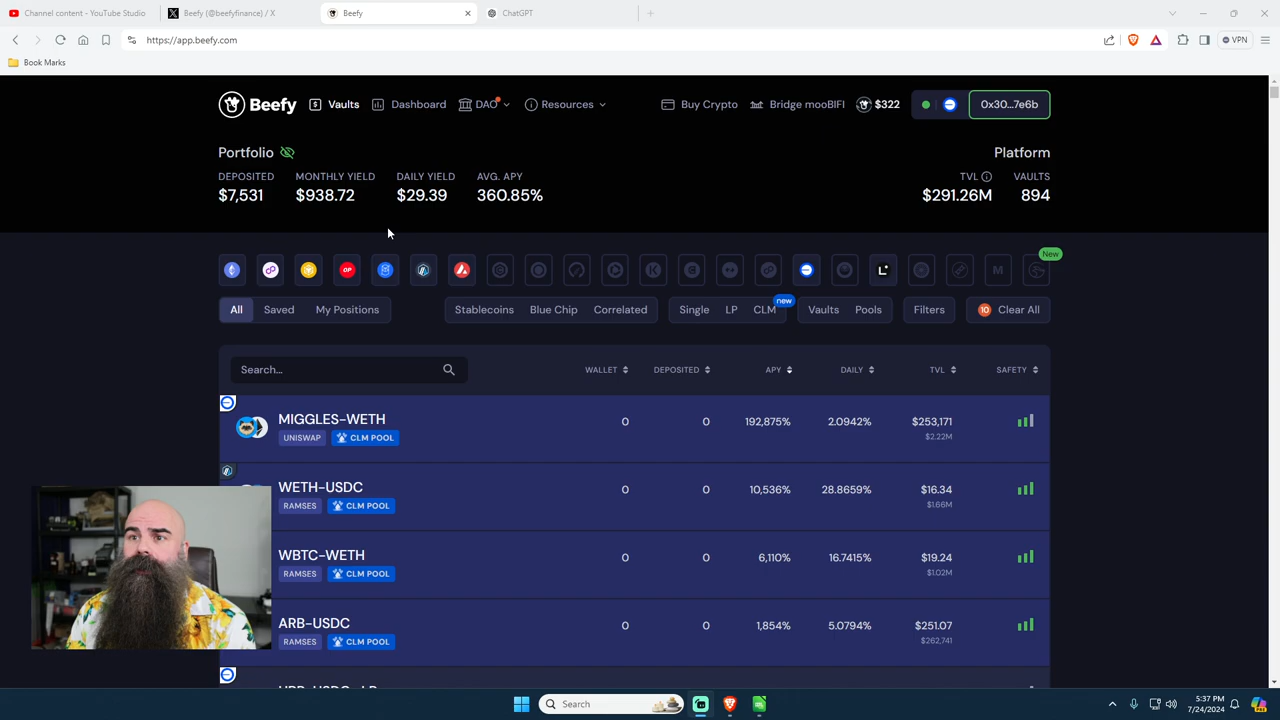 Channel content - YouTube Studio
Beefy (@beefyfinance) / X
Beefy
ChatGPT
https://app.beefy.com
VPN
Book Marks
Beefy
Vaults
Dashboard
DAO
Resources
Buy Crypto
Bridge mooBIFI
$322
0x30...7e6b
Portfolio
Platform
DEPOSITED
MONTHLY YIELD
DAILY YIELD
AVG. APY
TVL
VAULTS
$7,531
$938.72
$29.39
360.85%
$291.26M
894
New
All
Saved
My Positions
Stablecoins
Blue Chip
Correlated
Single
LP
CLM
new
Vaults
Pools
Filters
10
Clear All
Search...
WALLET
DEPOSITED
APY
DAILY
TVL
SAFETY
MIGGLES-WETH
0
0
192,875%
2.0942%
$253,171
UNISWAP
CLM POOL
$2.22M
WETH-USDC
0
0
10,536%
28.8659%
$16.34
RAMSES
CLM POOL
$1.66M
WBTC-WETH
0
0
6,110%
16.7415%
$19.24
RAMSES
CLM POOL
$1.02M
ARB-USDC
0
0
1,854%
5.0794%
$251.07
RAMSES
CLM POOL
$262,741
Search
5:37 PM
7/24/2024